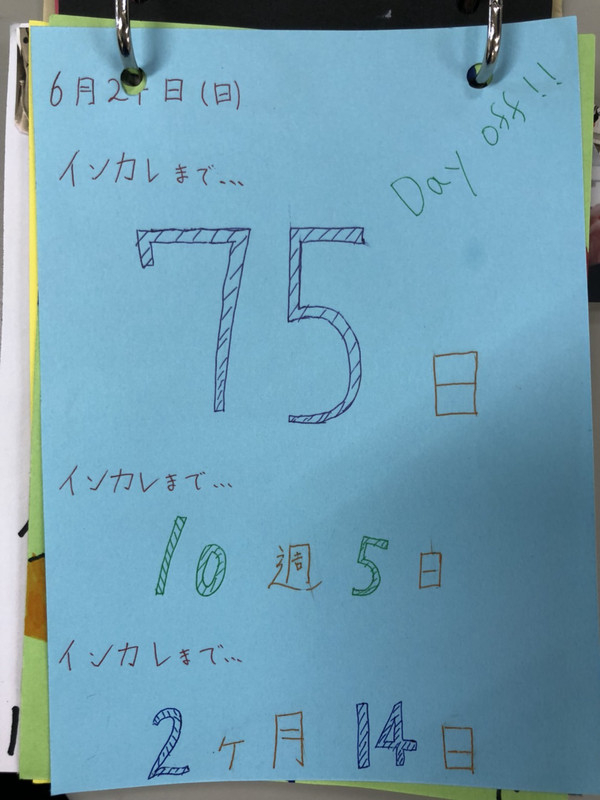 6月24日(日)
Day off!!
インカレまで...
75日
インカレまで...
10週5日
インカレまで...
2ヶ月14日